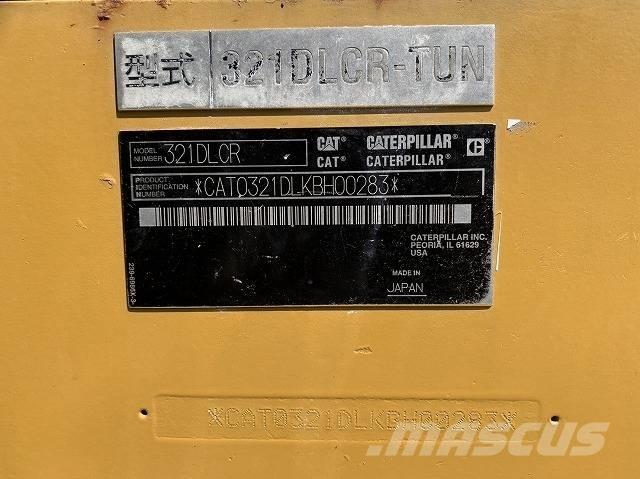 型式 321DLCR-TUN
MODEL NUMBER 321DLCR
CAT CATERPILLAR C
CAT® CATERPILLAR®
PRODUCT IDENTIFICATION NUMBER *CAT0321DLKBH00283*
CATERPILLAR INC.
PEORIA, IL 61629
USA
MADE IN
JAPAN
*CAT0321DLKBH00283*
MASCUS